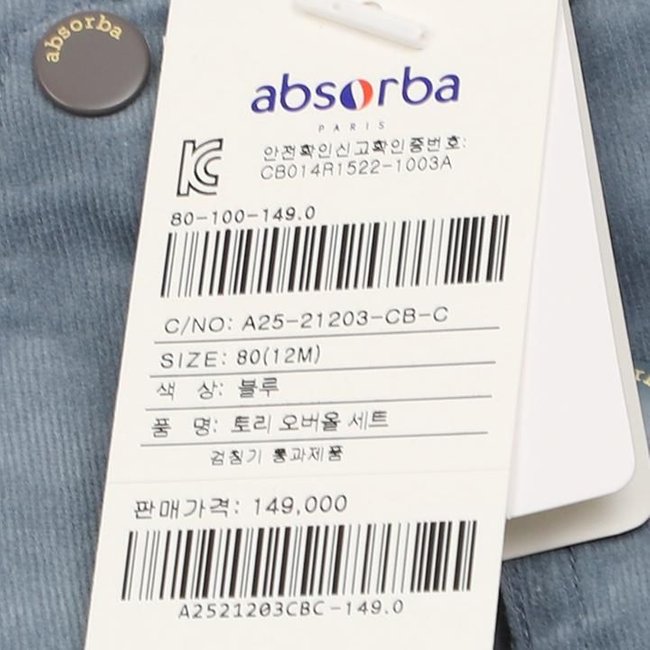 absorba
absorba
PARIS
안전확인신고확인증번호:
CB014R1522-1003A
80-100-149.0
C/NO: A25-21203-CB-C
SIZE: 80(12M)
색 상: 블루
품 명: 토리 오버올 세트
검침기 통과제품
판매가격: 149,000
A2521203CBC-149.0